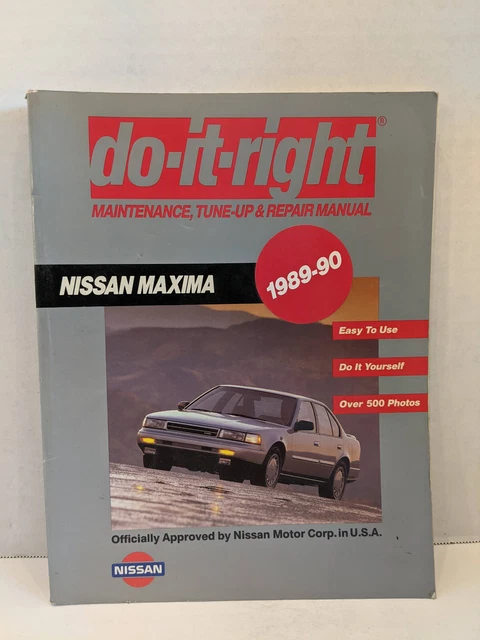 do-it-right®
MAINTENANCE, TUNE-UP & REPAIR MANUAL
NISSAN MAXIMA
1989-90
Easy To Use
Do It Yourself
Over 500 Photos
Officially Approved by Nissan Motor Corp. in U.S.A.
NISSAN